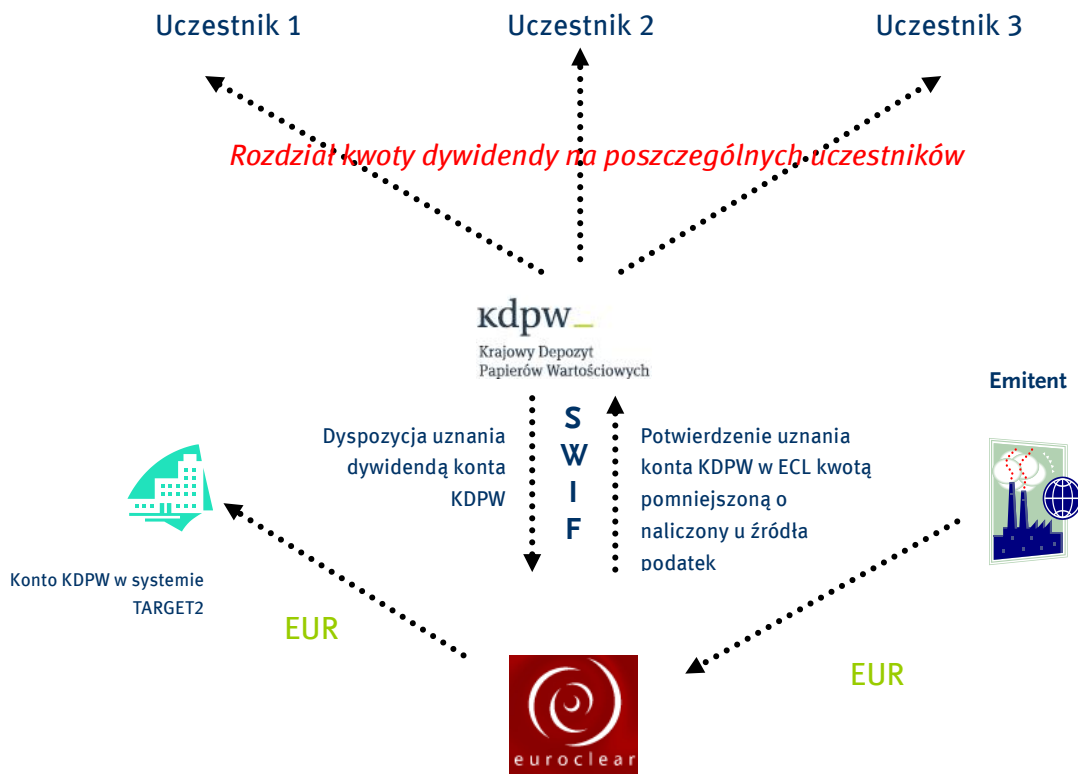 Uczestnik 1
Uczestnik 2
Uczestnik 3
Rozdział kwoty dywidendy na poszczególnych uczestników
kdpw_
Krajowy Depozyt
Papierów Wartościowych
Emitent
Dyspozycja uznania
dywidendą konta
KDPW
S
W
I
F
Potwierdzenie uznania
konta KDPW w ECL kwotą
pomniejszoną o
naliczony u źródła
podatek
Konto KDPW w systemie
TARGET2
EUR
EUR
euroclear